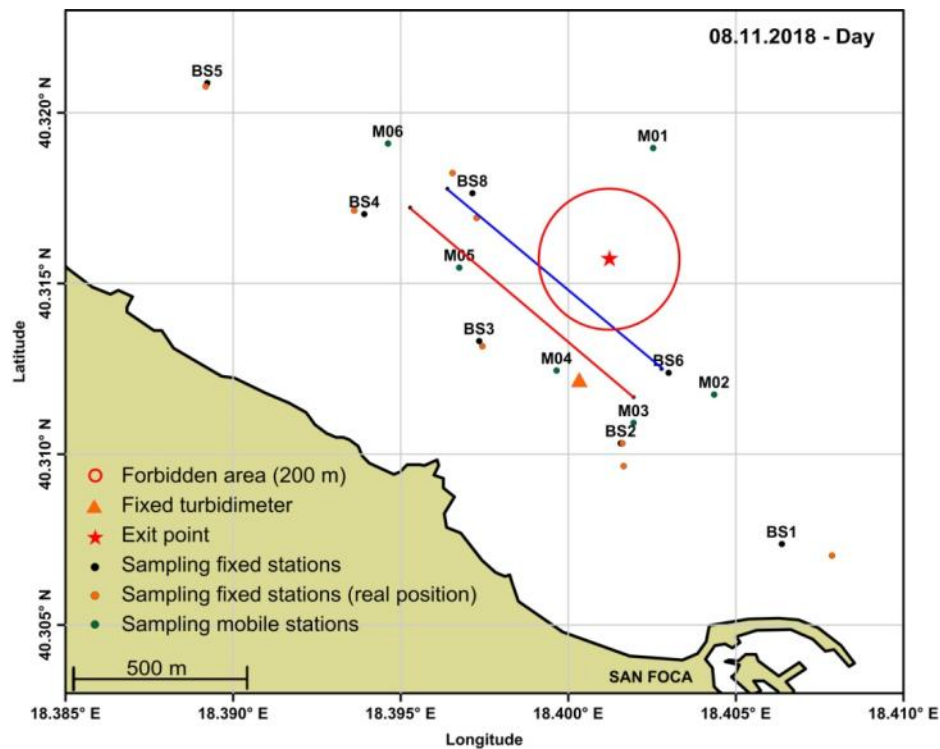 08.11.2018 - Day
BS5
M06
M01
BS8
BS4
M05
BS3
M04
BS6
M02
M03
BS2
BS1
Forbidden area (200 m)
Fixed turbidimeter
Exit point
Sampling fixed stations
Sampling fixed stations (real position)
Sampling mobile stations
500 m
SAN FOCA
40.320° N
40.315° N
40.310° N
40.305° N
Latitude
18.385° E
18.390° E
18.395° E
18.400° E
18.405° E
18.410° E
Longitude